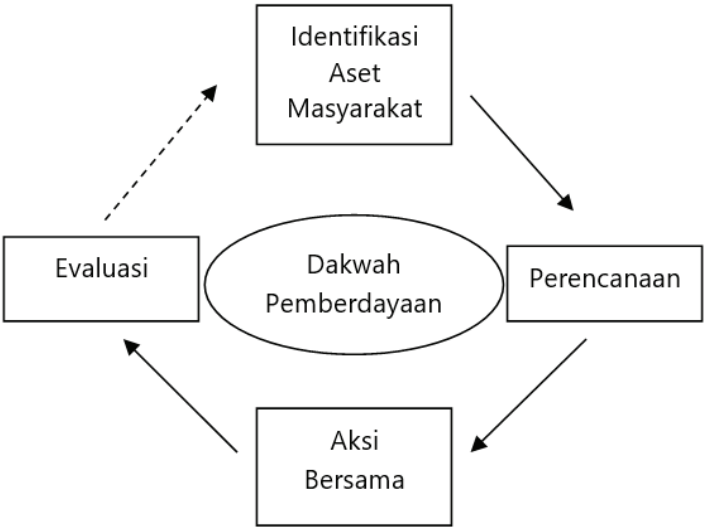 Identifikasi
Aset
Masyarakat
Evaluasi
Dakwah
Pemberdayaan
Perencanaan
Aksi
Bersama